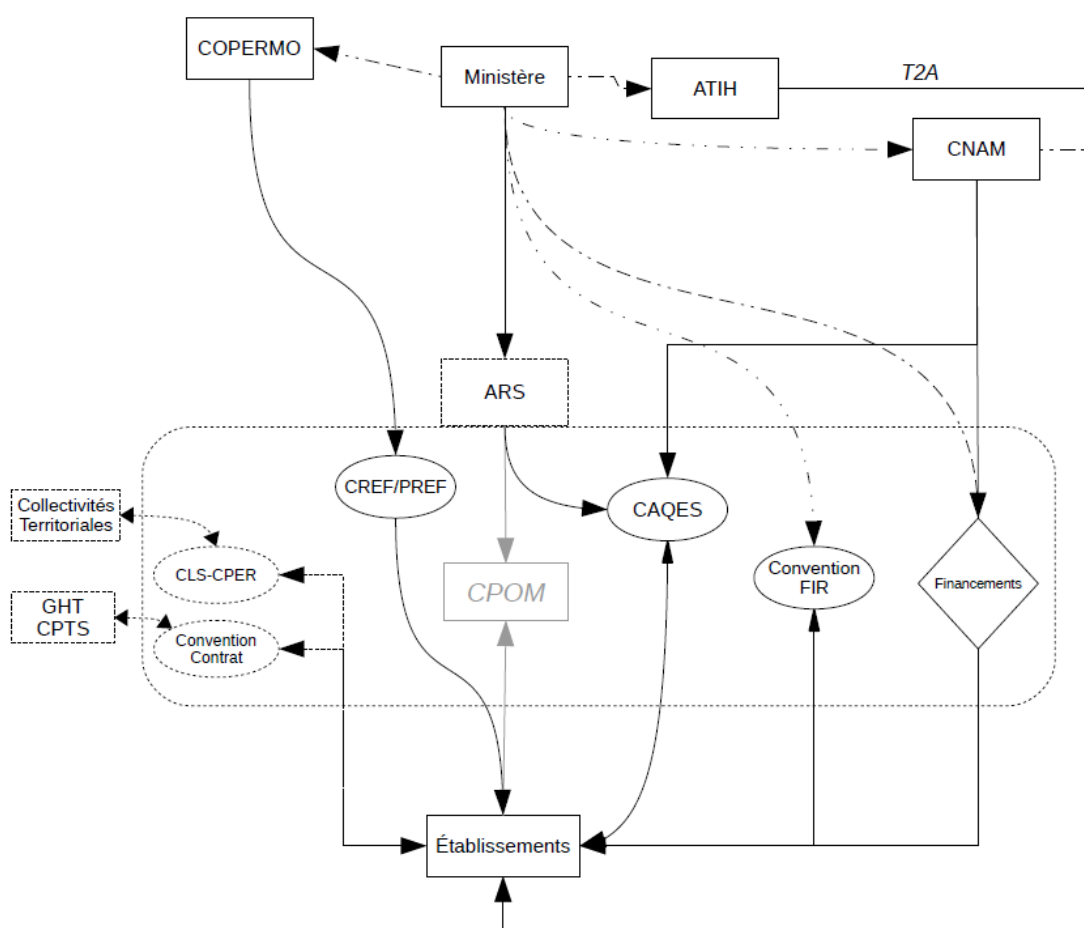 COPERMO
Ministère
ATIH
T2A
CNAM
ARS
CREF/PREF
CAQES
Collectivités
Territoriales
CLS-CPER
CPOM
Convention
FIR
Financements
GHT
CPTS
Convention
Contrat
Établissements